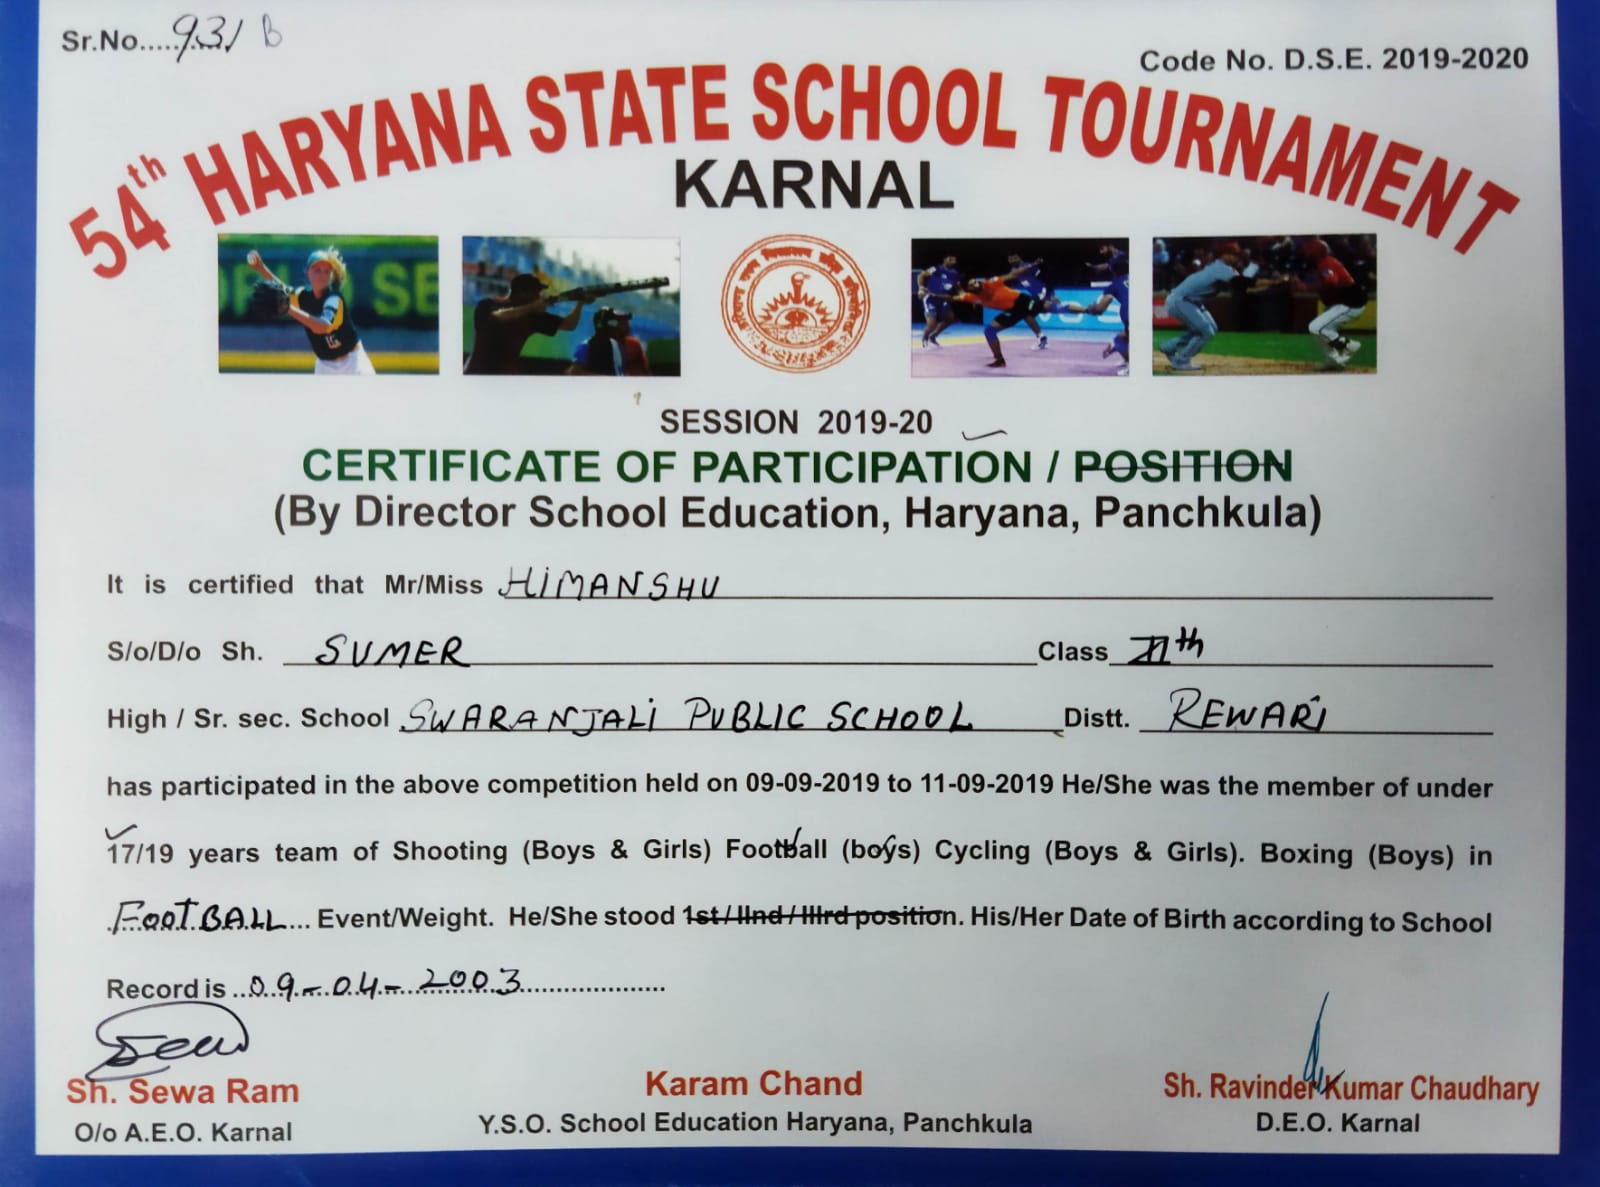 Sr.No.....931 B
Code No. D.S.E. 2019-2020
54th HARYANA STATE SCHOOL TOURNAMENT
KARNAL
SESSION 2019-20
CERTIFICATE OF PARTICIPATION / POSITION
(By Director School Education, Haryana, Panchkula)
It is certified that Mr/Miss HIMANSHU
S/o/D/o Sh. SUMER Class XIth
High / Sr. sec. School SWARANJALI PUBLIC SCHOOL Distt. REWARI
has participated in the above competition held on 09-09-2019 to 11-09-2019 He/She was the member of under
17/19 years team of Shooting (Boys & Girls) Football (boys) Cycling (Boys & Girls). Boxing (Boys) in
FOOTBALL... Event/Weight. He/She stood 1st / IInd / IIIrd position. His/Her Date of Birth according to School
Record is ..09-04-2003....................
Sh. Sewa Ram
O/o A.E.O. Karnal
Karam Chand
Y.S.O. School Education Haryana, Panchkula
Sh. Ravinder Kumar Chaudhary
D.E.O. Karnal